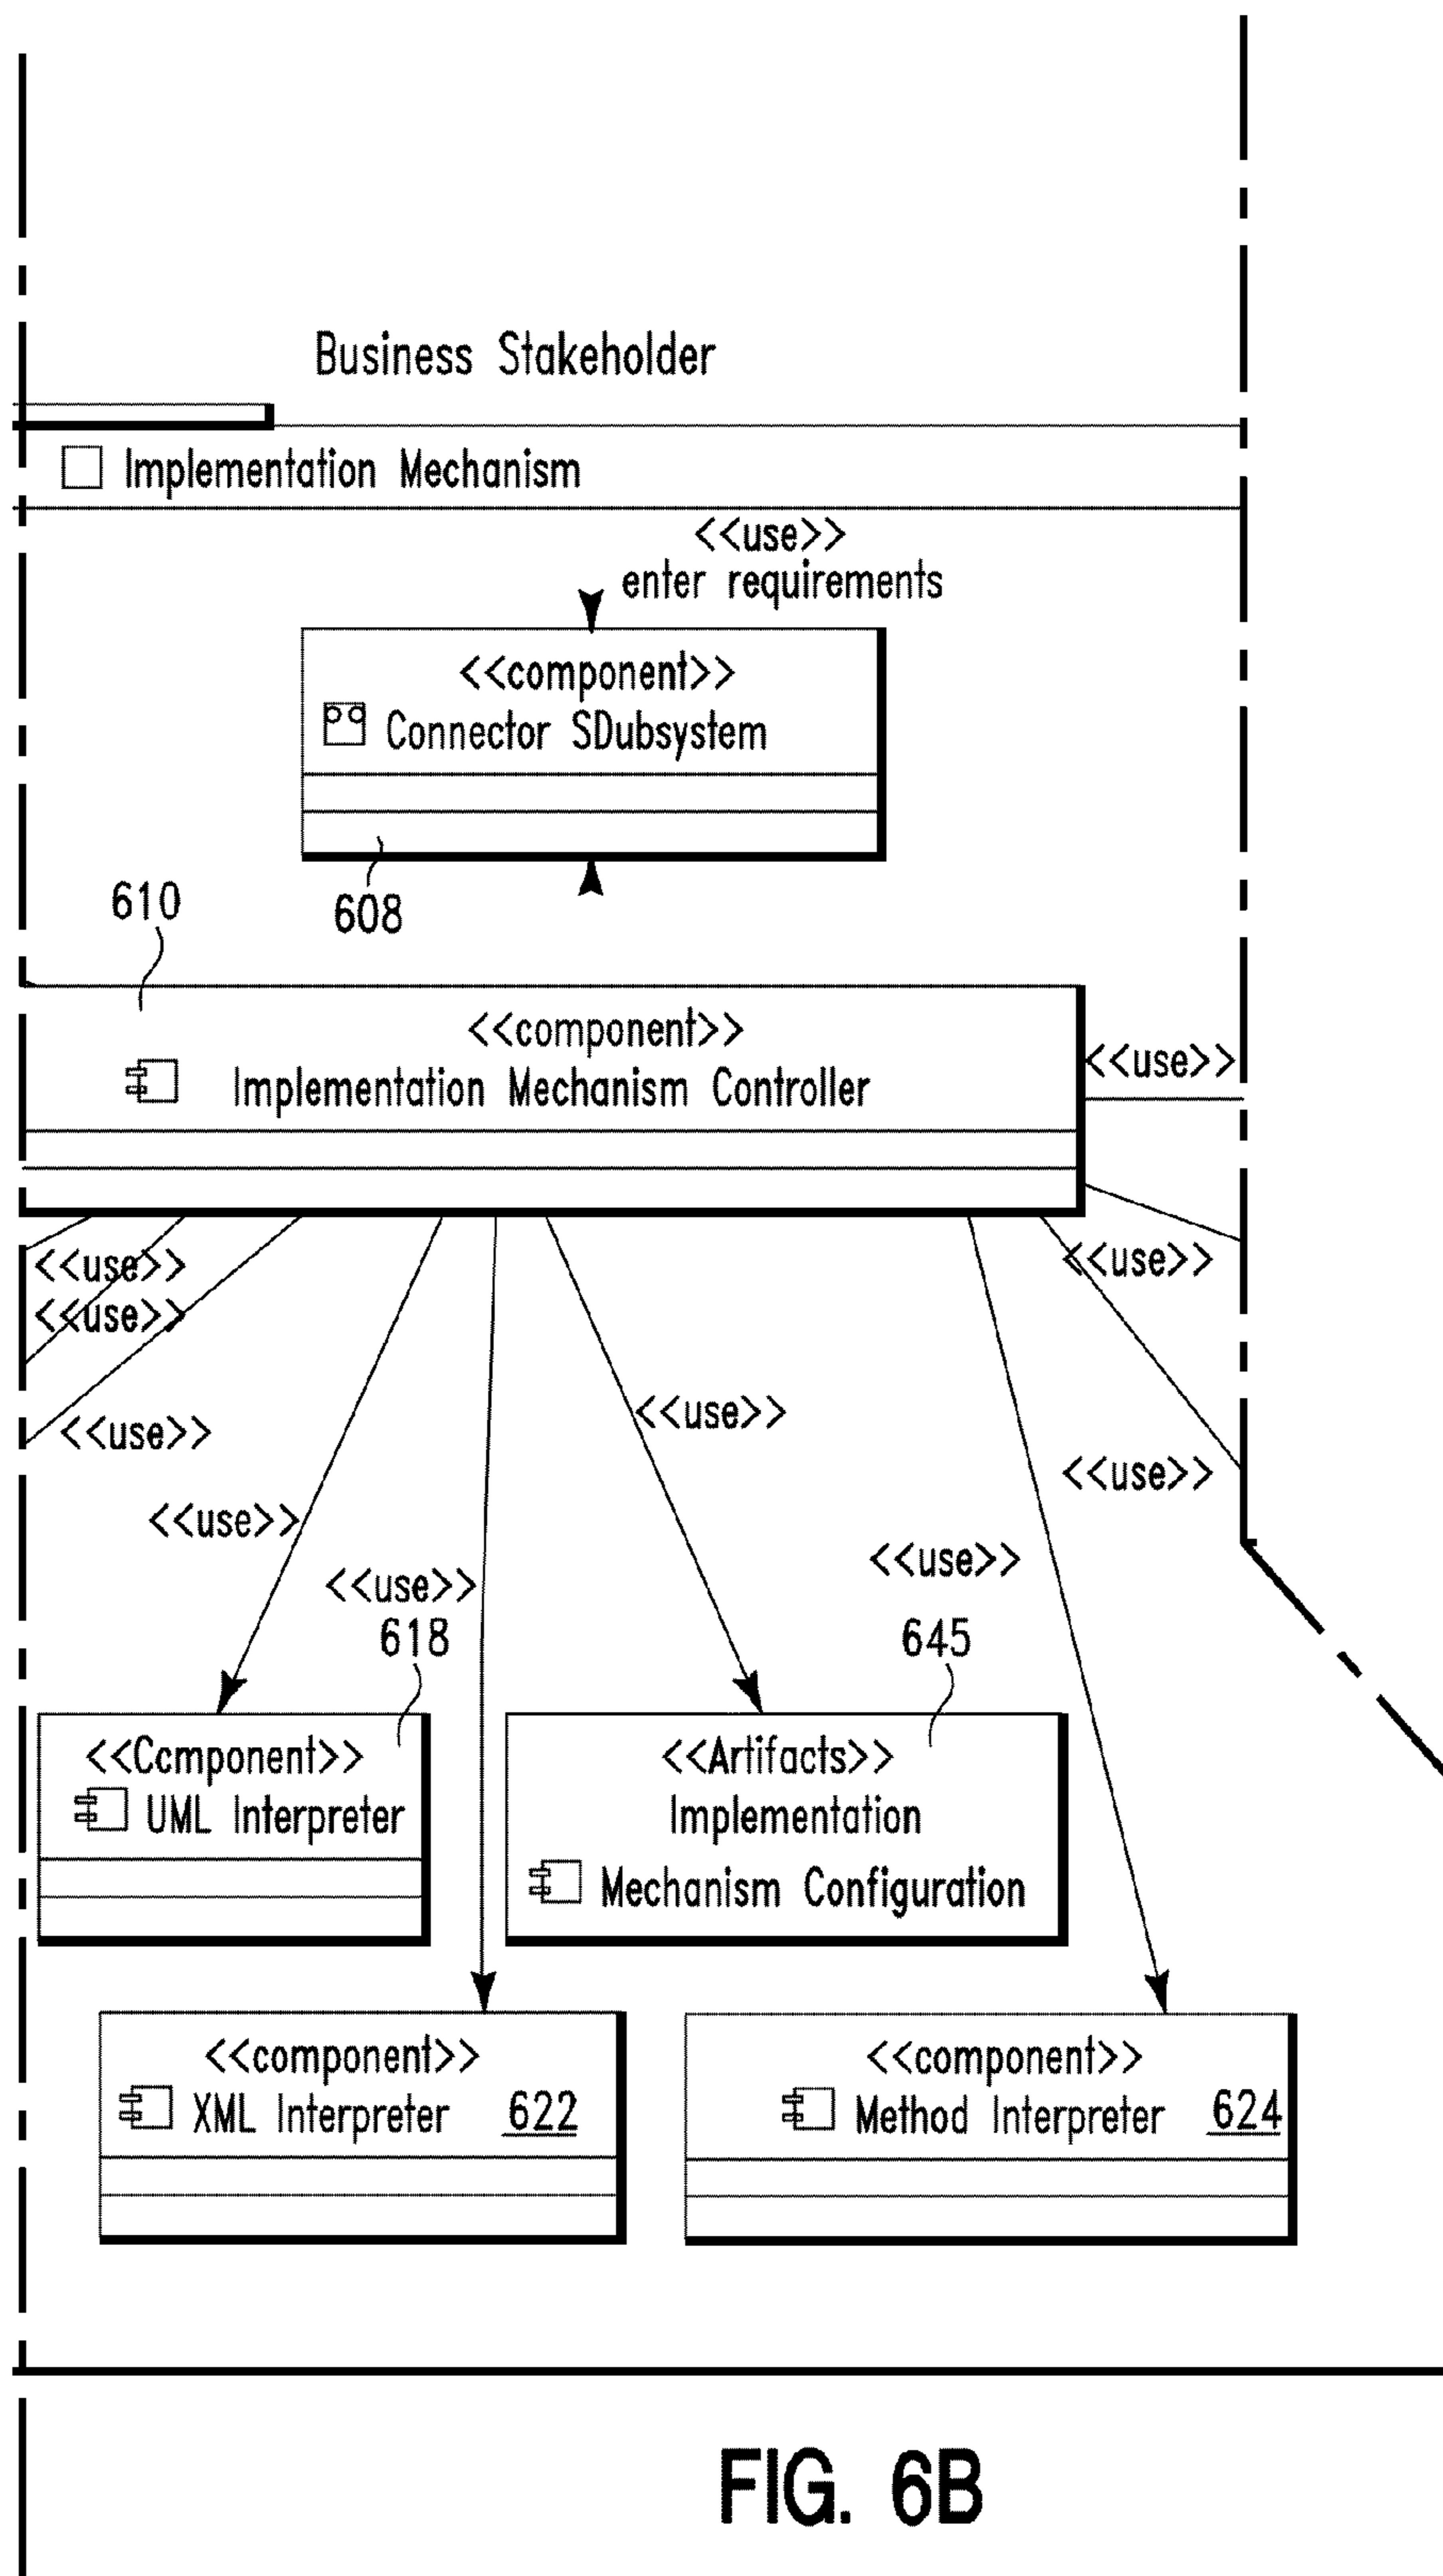 Business Stakeholder
Implementation Mechanism
<<use>>
enter requirements
<<component>>
Connector SDubsystem
608
610
<<component>>
Implementation Mechanism Controller
<<use>>
<<use>>
<<use>>
<<use>>
<<use>>
<<use>>
<<use>>
<<use>>
<<use>>
<<use>>
618
645
<<Ccmponent>>
UML Interpreter
<<Artifacts>>
Implementation
Mechanism Configuration
<<component>>
XML Interpreter 622
<<component>>
Method Interpreter 624
FIG. 6B